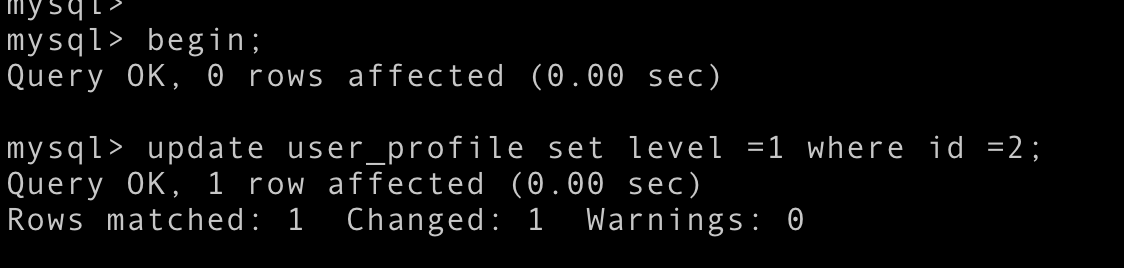 mysql>
mysql> begin;
Query OK, 0 rows affected (0.00 sec)
mysql> update user_profile set level =1 where id =2;
Query OK, 1 row affected (0.00 sec)
Rows matched: 1  Changed: 1  Warnings: 0